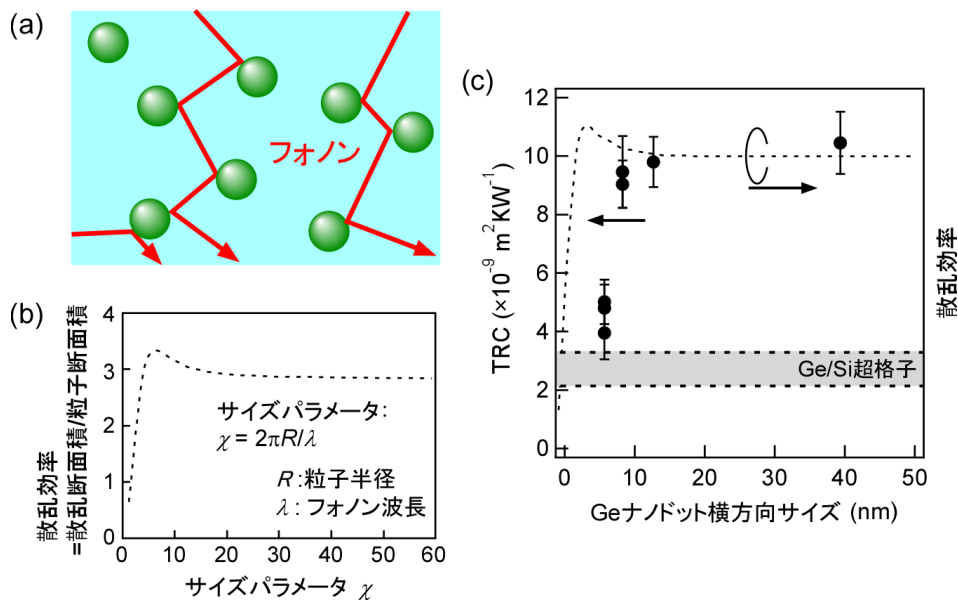 (a)
フォノン
(b)
散乱効率
=散乱断面積/粒子断面積
4
3
2
1
0
サイズパラメータ:
χ = 2πR/λ
R:粒子半径
λ:フォノン波長
0 10 20 30 40 50 60
サイズパラメータ χ
(c)
TRC (×10⁻⁹ m²KW⁻¹)
12
10
8
6
4
2
0
Ge/Si超格子
散乱効率
0 10 20 30 40 50
Geナノドット横方向サイズ (nm)